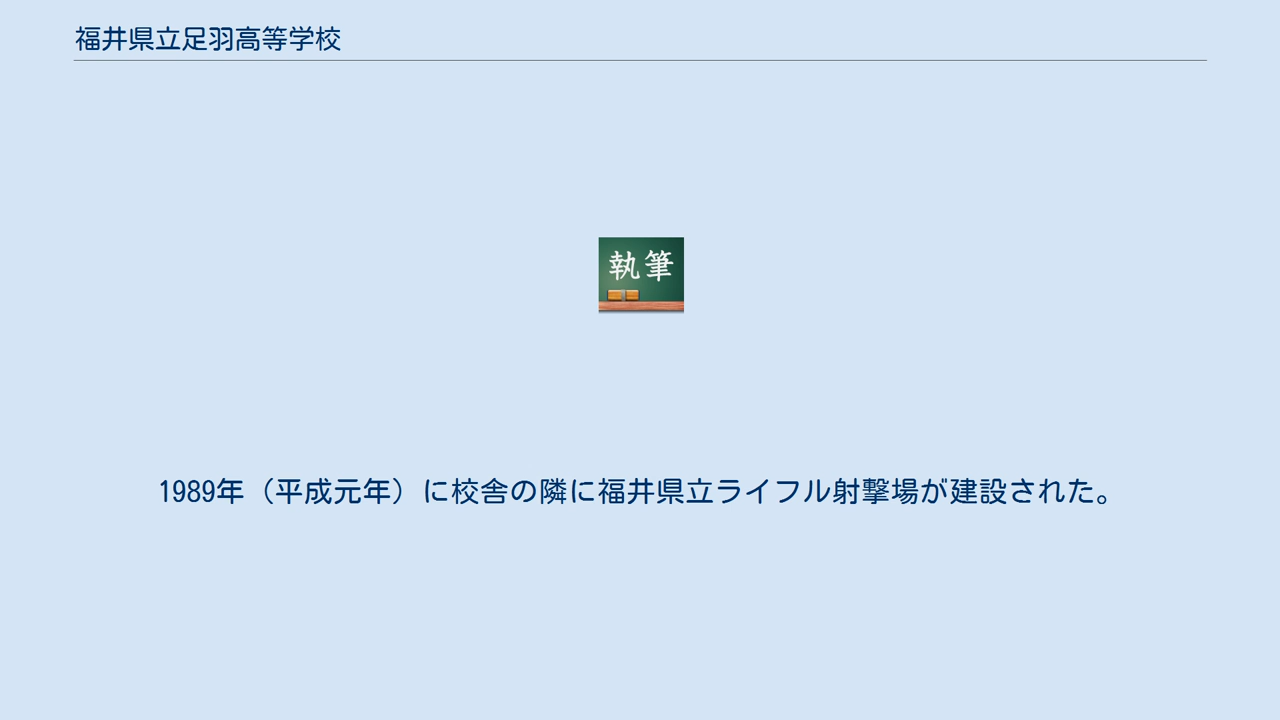 福井県立足羽高等学校
執筆
1989年（平成元年）に校舎の隣に福井県立ライフル射撃場が建設された。